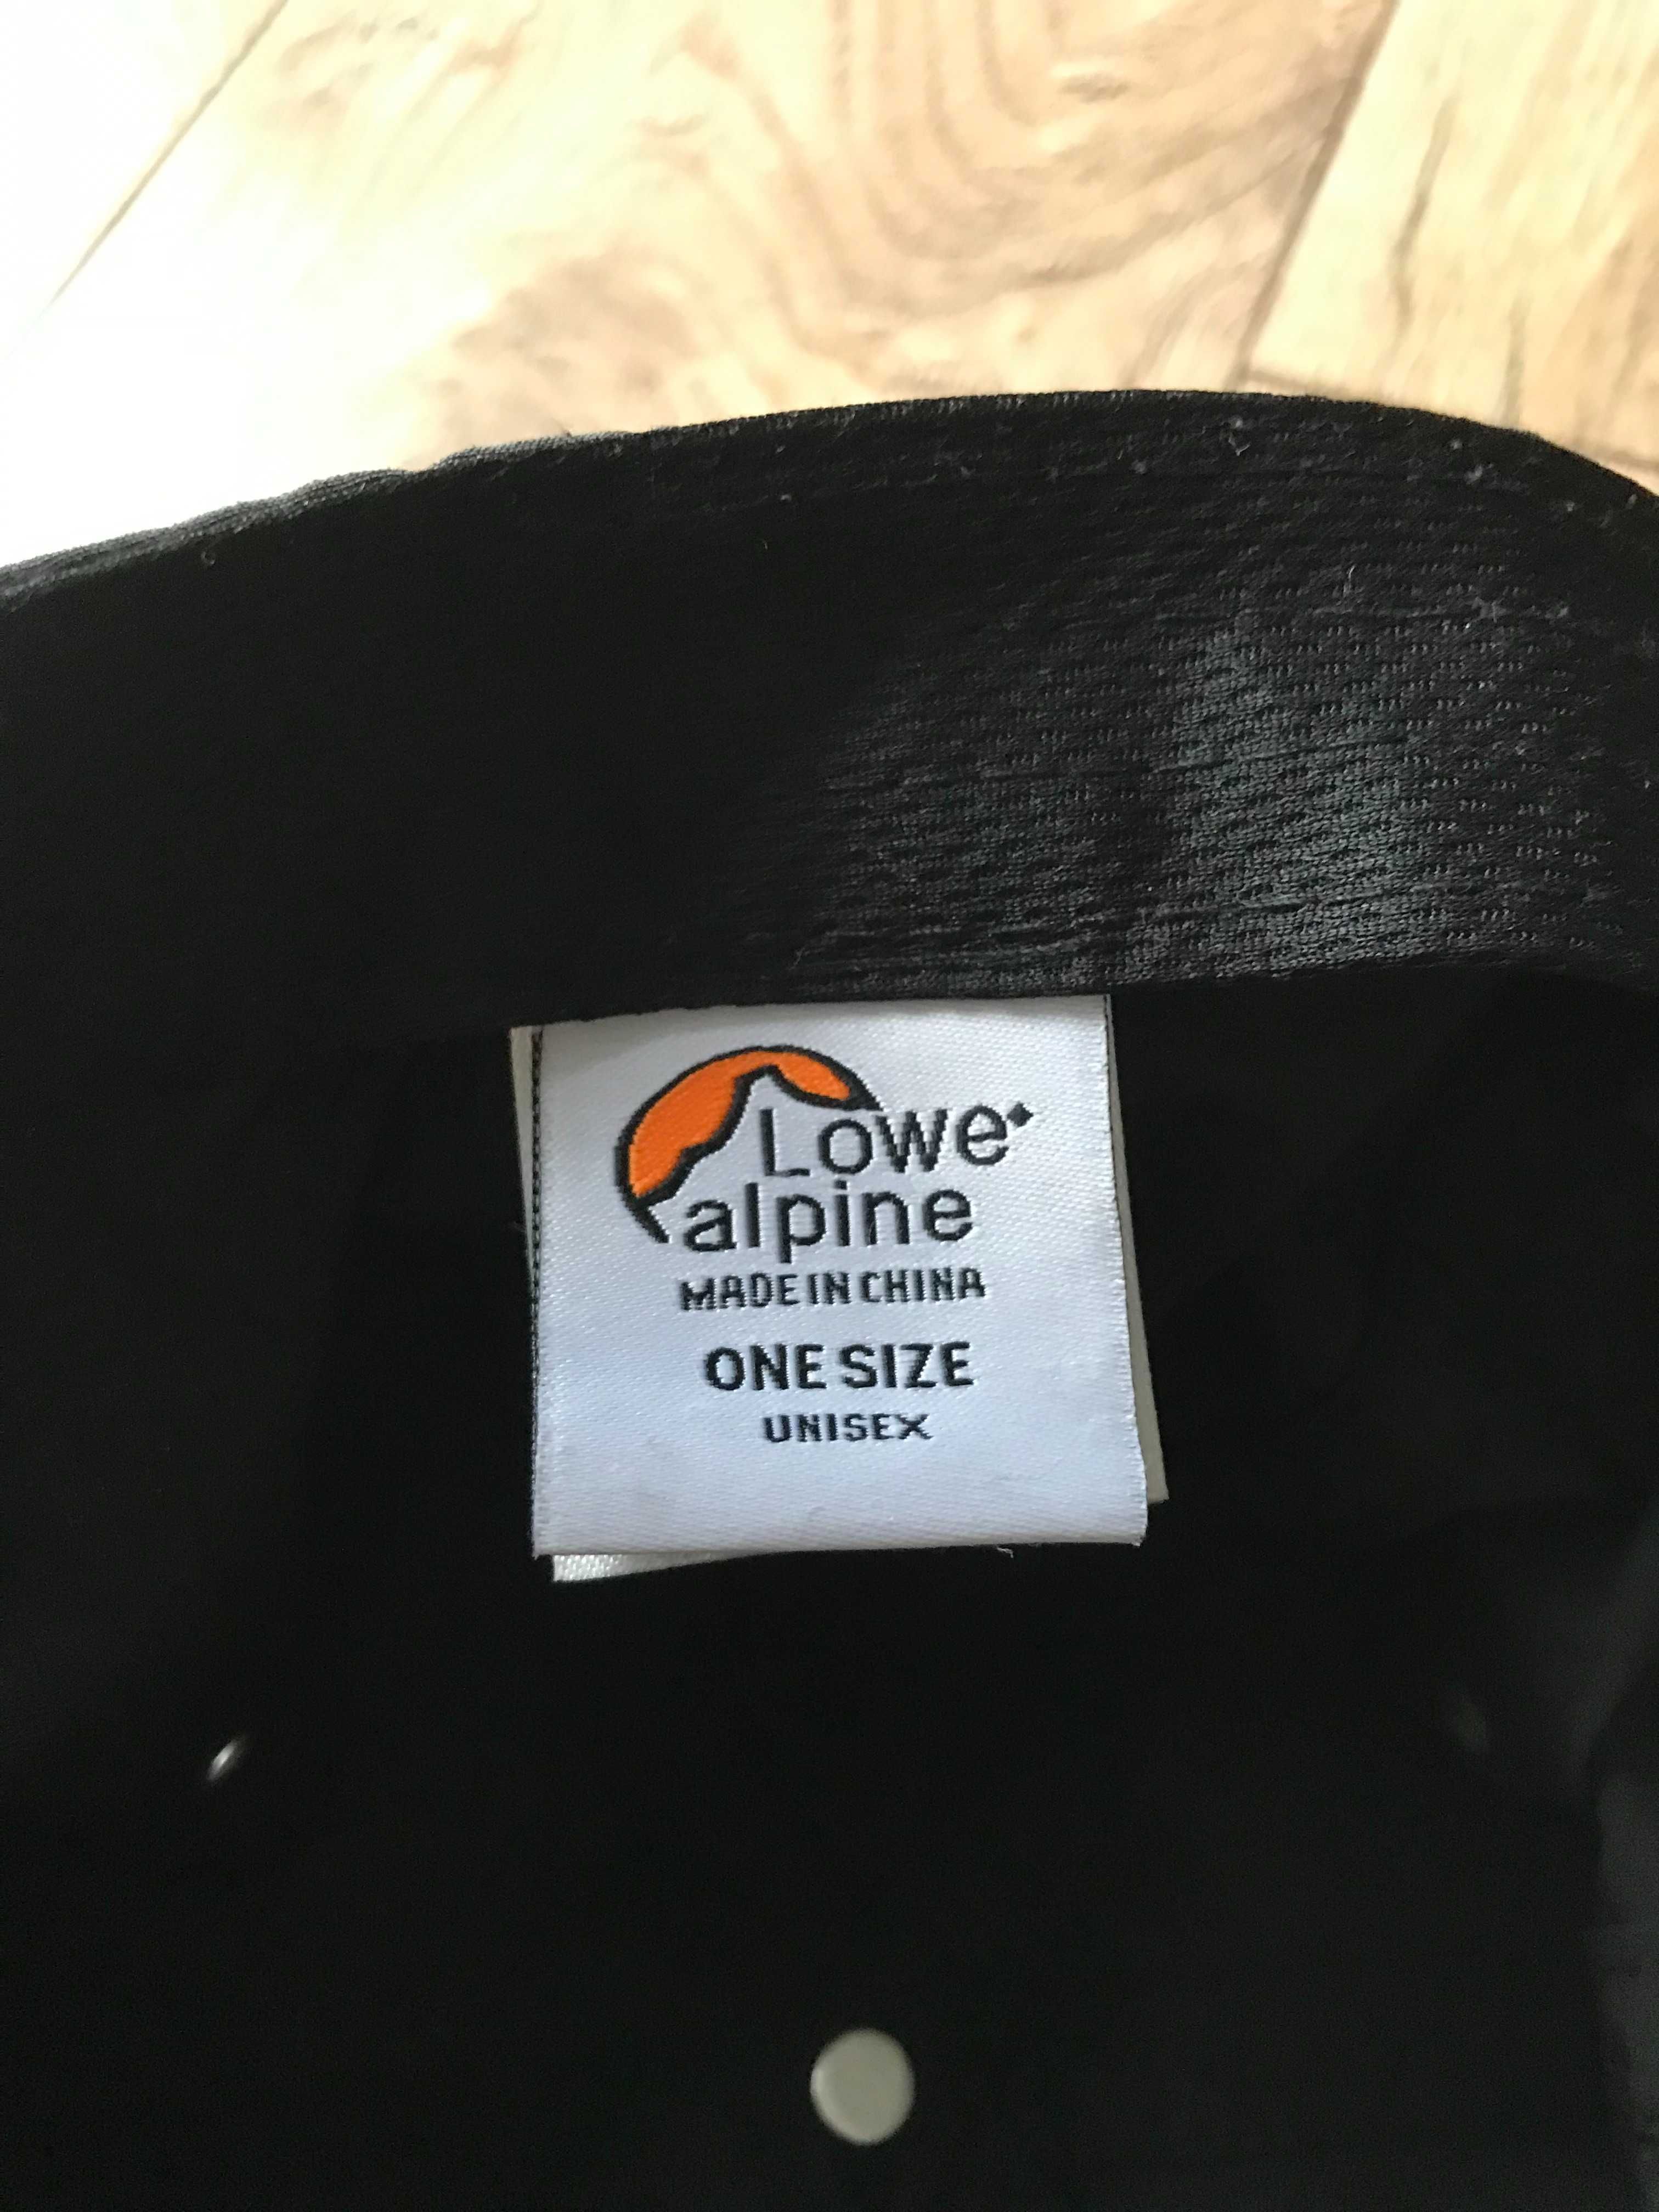 Lowe
alpine
MADE IN CHINA
ONE SIZE
UNISEX